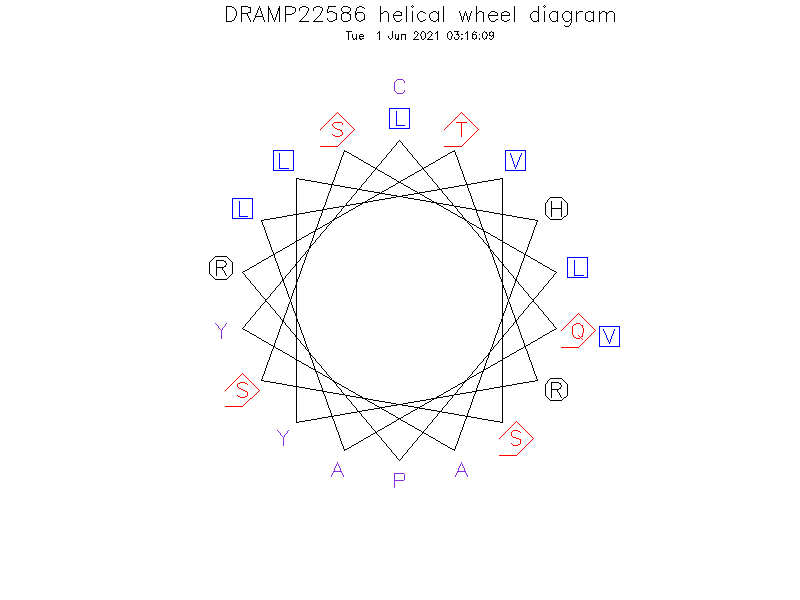 DRAMP22586 helical wheel diagram
Tue 1 Jun 2021 03:16:09
C
S L T
L V
L H
R L
Y Q V
S R
Y S
A P A